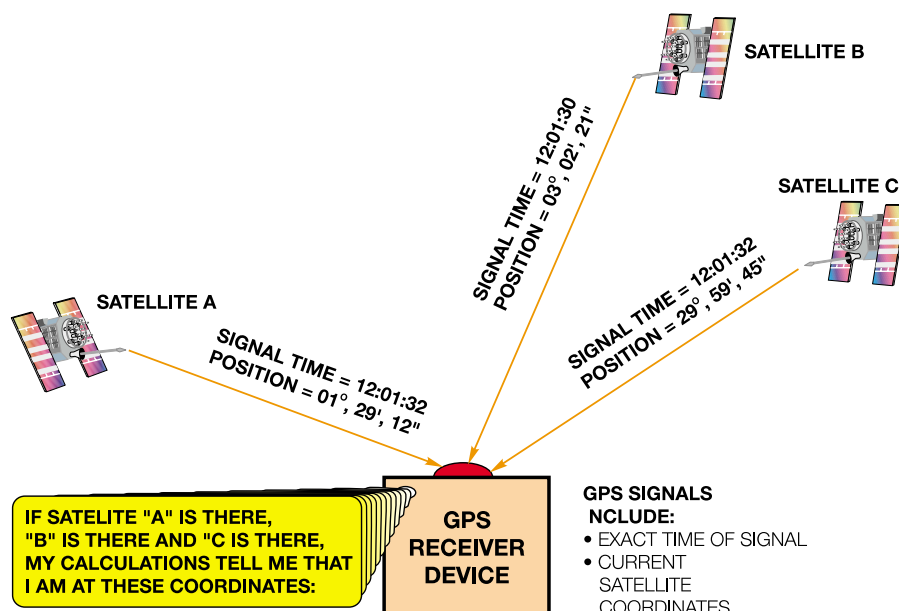 SATELLITE B
SIGNAL TIME = 12:01:30
POSITION = 03°, 02', 21"
SATELLITE C
SIGNAL TIME = 12:01:32
POSITION = 29°, 59', 45"
SATELLITE A
SIGNAL TIME = 12:01:32
POSITION = 01°, 29', 12"
IF SATELITE "A" IS THERE,
"B" IS THERE AND "C IS THERE,
MY CALCULATIONS TELL ME THAT
I AM AT THESE COORDINATES:
GPS
RECEIVER
DEVICE
GPS SIGNALS
NCLUDE:
• EXACT TIME OF SIGNAL
• CURRENT
SATELLITE
COORDINATES